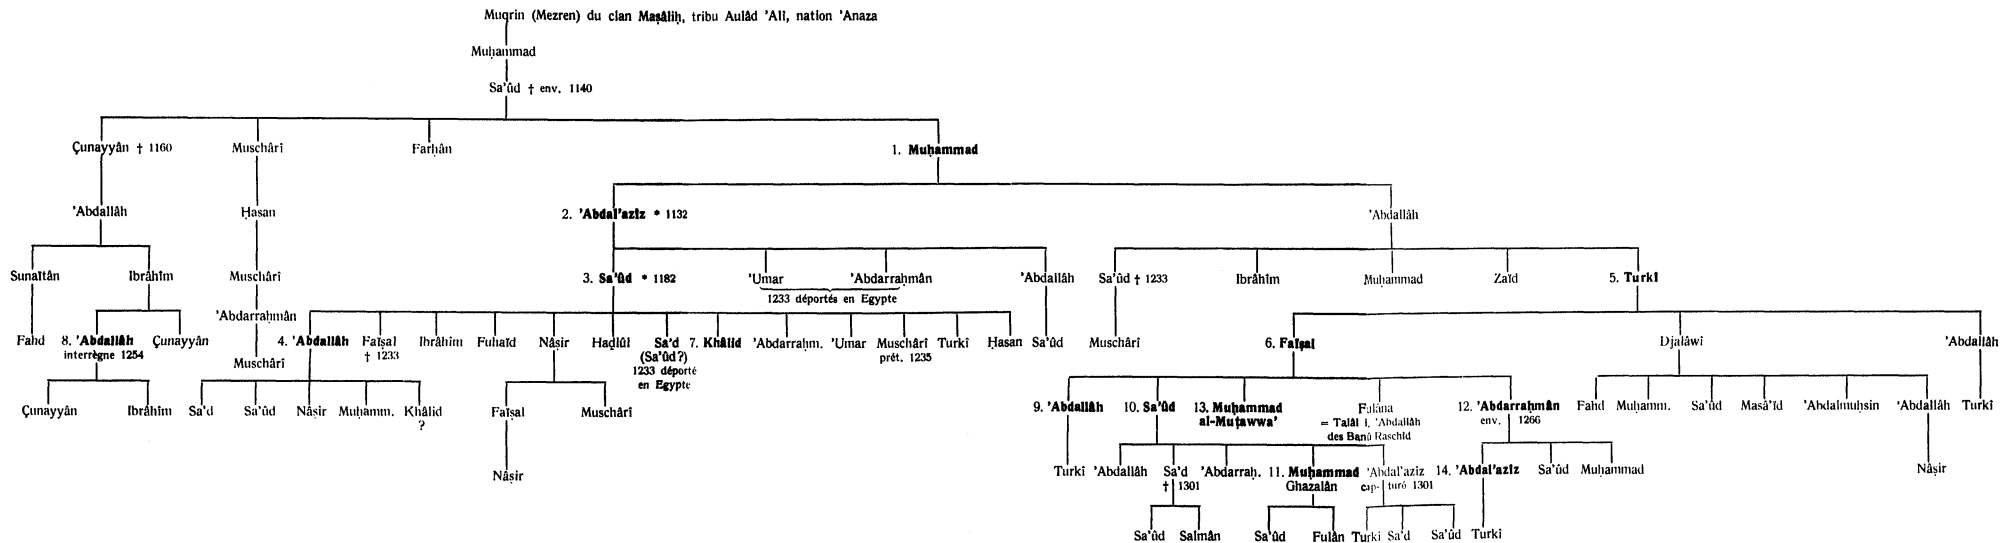 Muqrin (Mezren) du clan Maṣâliḥ, tribu Aulâd 'Alî, nation 'Anaza
Muḥammad
Sa'ûd † env. 1140
Çunayyân † 1160 Muschârî Farḥân 1. Muḥammad
'Abdallâh Ḥasan 2. 'Abdal'azîz * 1132 'Abdallâh
Sunaïtân Ibrâhîm Muschârî 3. Sa'ûd * 1182 'Umar 'Abdarraḥmân 'Abdallâh Sa'ûd † 1233 Ibrâhîm Muḥammad Zaïd 5. Turkî
1233 déportés en Egypte
'Abdarraḥmân
Fahd 8. 'Abdallâh Çunayyân 4. 'Abdallâh Faïṣal Ibrâhîm Fuhaïd Nâṣir Haḍlûl Sa'd 7. Khâlid 'Abdarraḥm. 'Umar Muschârî Turkî Ḥasan Sa'ûd Muschârî 6. Faïṣal Djalâwî 'Abdallâh
interrègne 1254 † 1233 (Sa'ûd?) prét. 1235
Muschârî 1233 déporté
en Egypte
Çunayyân Ibrâhîm Sa'd Sa'ûd Nâṣir Muḥamm. Khâlid Faïṣal Muschârî 9. 'Abdallâh 10. Sa'ûd 13. Muḥammad Fulâna 12. 'Abdarraḥmân Fahd Muḥamm. Sa'ûd Masâ'îd 'Abdalmuḥsin 'Abdallâh Turkî
? al-Muṭawwa' = Talâl i. 'Abdallâh env. 1266
des Banû Raschîd
Nâṣir Turkî 'Abdallâh Sa'd 'Abdarraḥ. 11. Muḥammad 'Abdal'azîz 14. 'Abdal'azîz Sa'ûd Muḥammad Nâṣir
† 1301 Ghazalân cap- turé 1301
Sa'ûd Salmân Sa'ûd Fulân Turkî Sa'd Sa'ûd Turkî